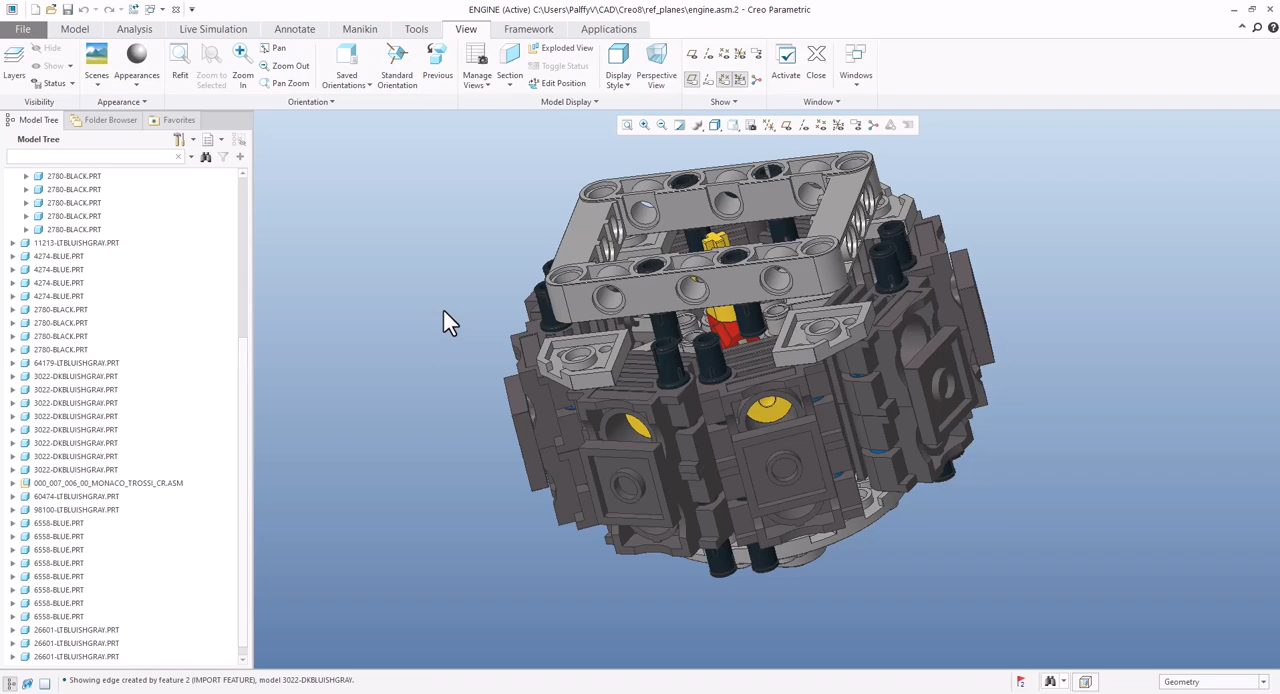 ENGINE (Active) C:\Users\PalffyV\CAD\Creo8\ref_planes\engine.asm.2 - Creo Parametric
File Model Analysis Live Simulation Annotate Manikin Tools View Framework Applications
Layers Hide Show Status Scenes Appearances Refit Zoom to Selected Zoom In Pan Zoom Out Pan Zoom Saved Orientations Standard Orientation Previous Manage Views Section Exploded View Toggle Status Edit Position Display Style Perspective View Activate Close Windows
Visibility Appearance Orientation Model Display Show Window
Model Tree Folder Browser Favorites
Model Tree
2780-BLACK.PRT
2780-BLACK.PRT
2780-BLACK.PRT
2780-BLACK.PRT
2780-BLACK.PRT
11213-LTBLUISHGRAY.PRT
4274-BLUE.PRT
4274-BLUE.PRT
4274-BLUE.PRT
4274-BLUE.PRT
2780-BLACK.PRT
2780-BLACK.PRT
2780-BLACK.PRT
2780-BLACK.PRT
64179-LTBLUISHGRAY.PRT
3022-DKBLUISHGRAY.PRT
3022-DKBLUISHGRAY.PRT
3022-DKBLUISHGRAY.PRT
3022-DKBLUISHGRAY.PRT
3022-DKBLUISHGRAY.PRT
3022-DKBLUISHGRAY.PRT
3022-DKBLUISHGRAY.PRT
3022-DKBLUISHGRAY.PRT
000_007_006_00_MONACO_TROSSI_CR.ASM
60474-LTBLUISHGRAY.PRT
98100-LTBLUISHGRAY.PRT
6558-BLUE.PRT
6558-BLUE.PRT
6558-BLUE.PRT
6558-BLUE.PRT
6558-BLUE.PRT
6558-BLUE.PRT
6558-BLUE.PRT
6558-BLUE.PRT
26601-LTBLUISHGRAY.PRT
26601-LTBLUISHGRAY.PRT
26601-LTBLUISHGRAY.PRT
Showing edge created by feature 2 (IMPORT FEATURE), model 3022-DKBLUISHGRAY.
2
Geometry